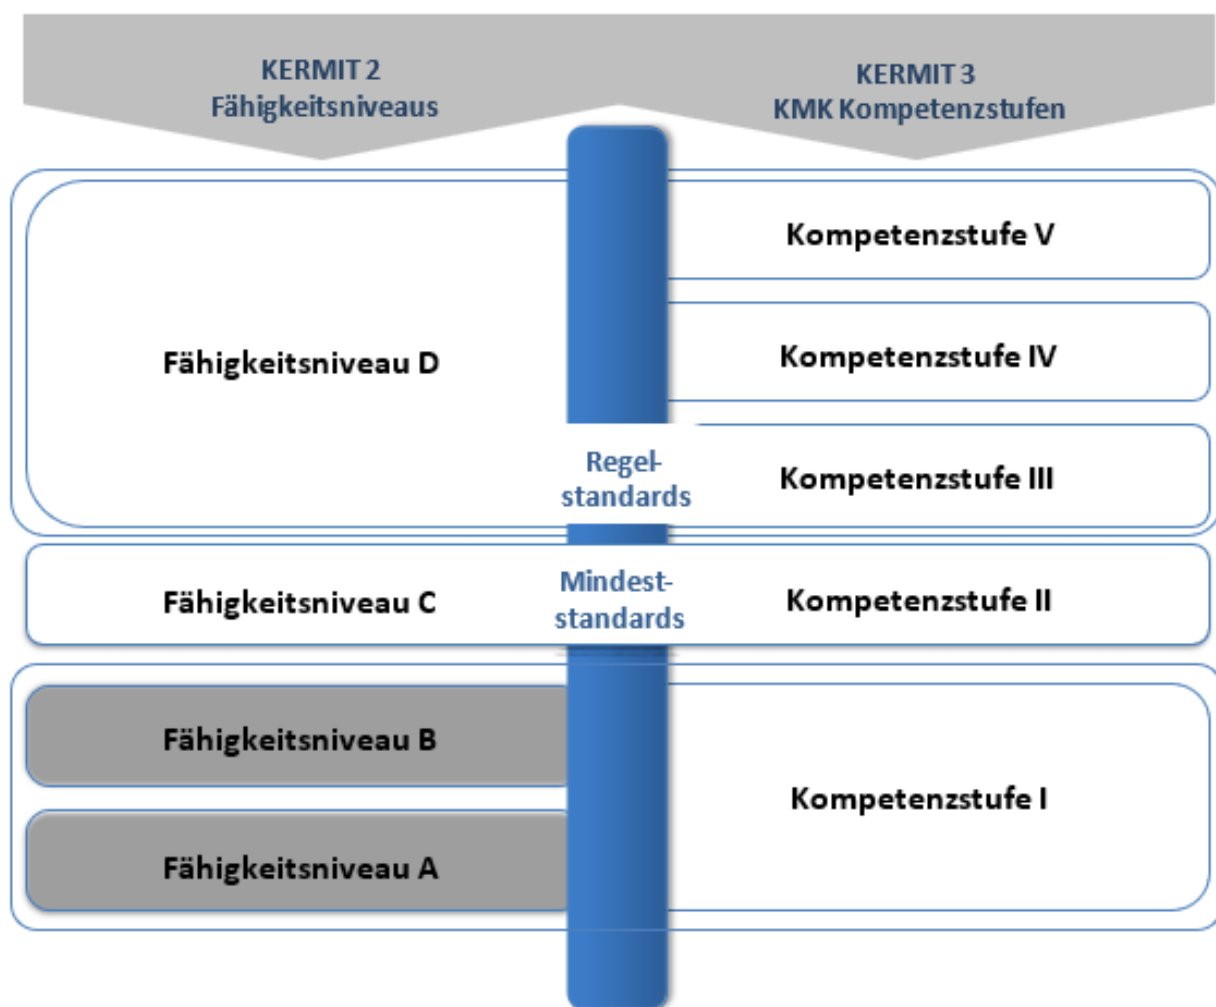 KERMIT 2
Fähigkeitsniveaus
KERMIT 3
KMK Kompetenzstufen
Fähigkeitsniveau D
Kompetenzstufe V
Kompetenzstufe IV
Regel-
standards
Kompetenzstufe III
Fähigkeitsniveau C
Mindest-
standards
Kompetenzstufe II
Fähigkeitsniveau B
Fähigkeitsniveau A
Kompetenzstufe I